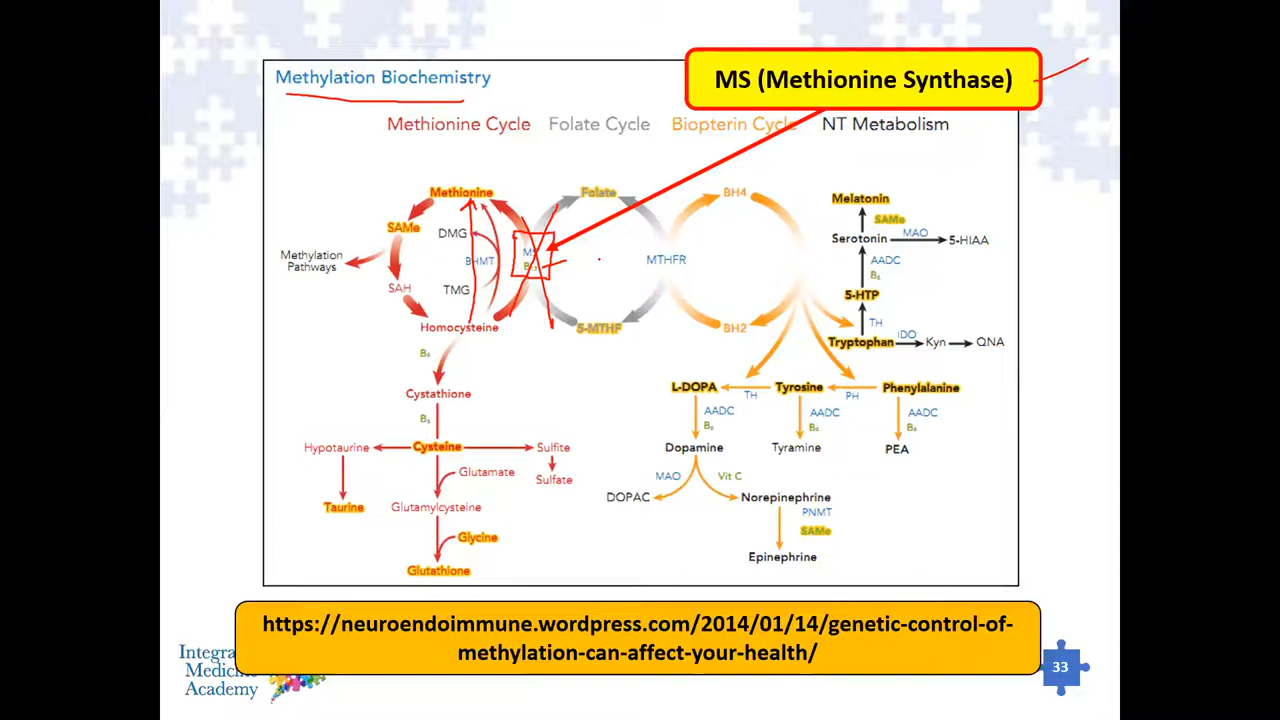 Methylation Biochemistry
MS (Methionine Synthase)
Methionine Cycle Folate Cycle Biopterin Cycle NT Metabolism
Methionine
Folate
BH4
Melatonin
SAMe
SAMe
DMG
Serotonin
MAO
5-HIAA
Methylation
Pathways
BHMT
MTHFR
AADC
B6
SAH
TMG
5-HTP
Homocysteine
5-MTHF
BH2
TH
IDO
Tryptophan
Kyn
QNA
B6
Cystathione
L-DOPA
TH
Tyrosine
PH
Phenylalanine
AADC
B6
AADC
B6
AADC
B6
B6
Hypotaurine
Cysteine
Sulfite
Dopamine
Tyramine
PEA
Glutamate
Sulfate
MAO
Vit C
Taurine
Glutamylcysteine
DOPAC
Norepinephrine
PNMT
SAMe
Glycine
Glutathione
Epinephrine
https://neuroendoimmune.wordpress.com/2014/01/14/genetic-control-of-
methylation-can-affect-your-health/
Academy
33